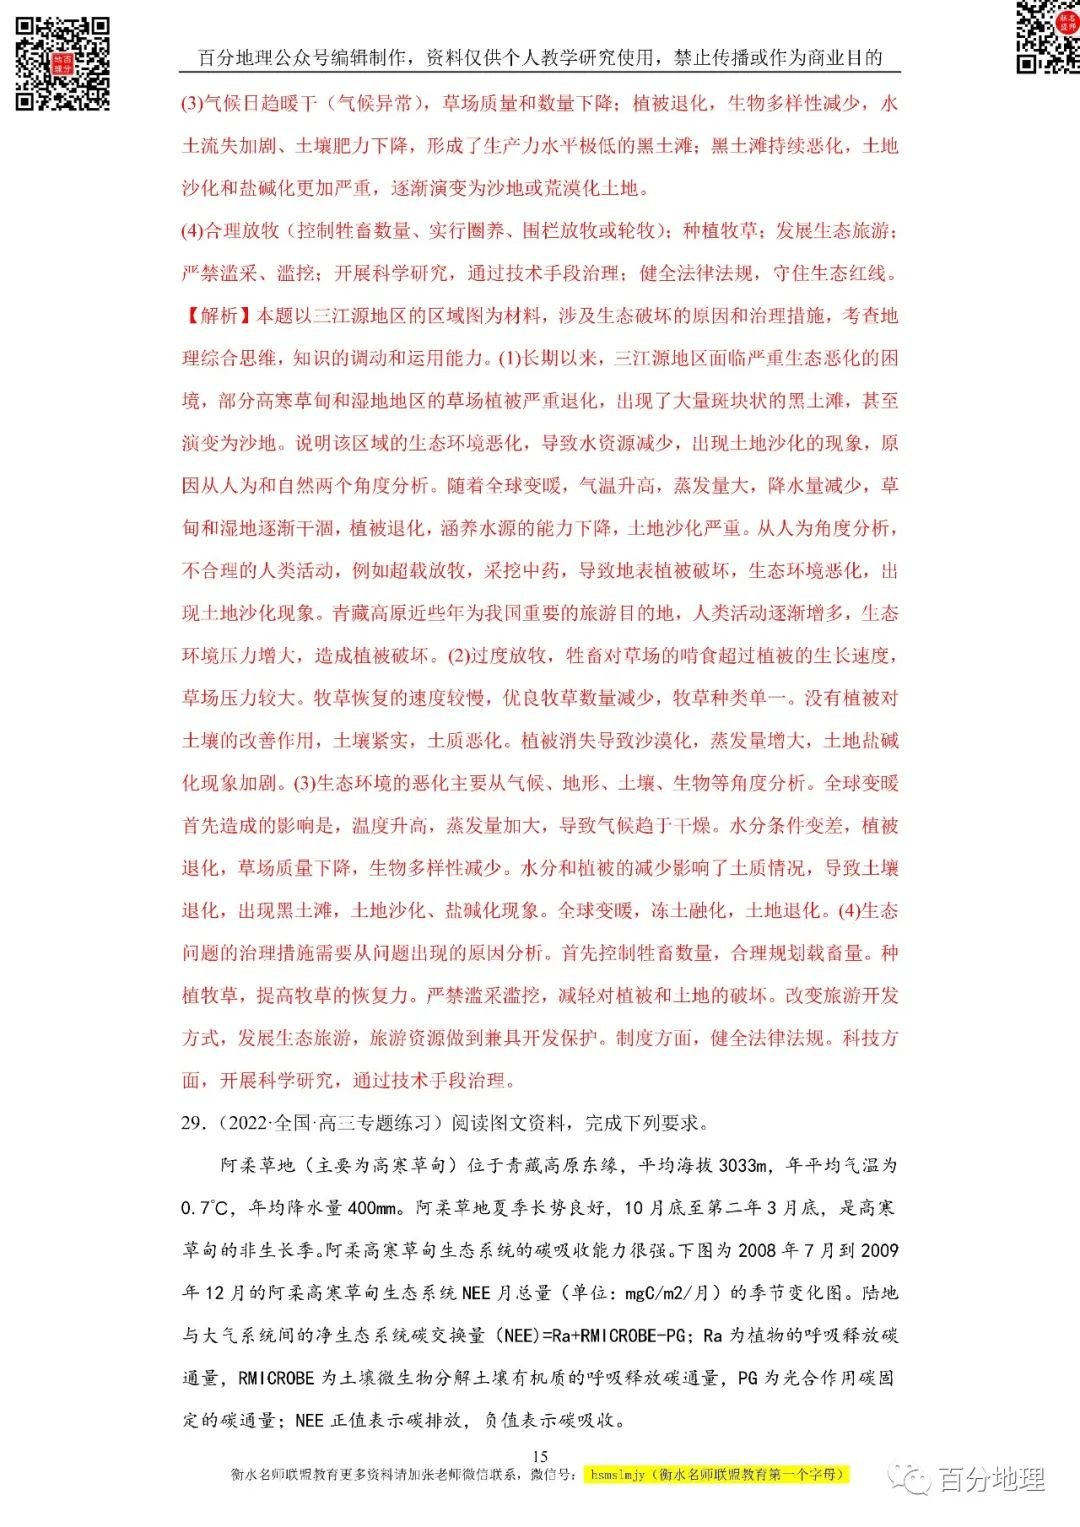 百分地理公众号编辑制作，资料仅供个人教学研究使用，禁止传播或作为商业目的
(3)气候日趋暖干（气候异常），草场质量和数量下降；植被退化，生物多样性减少，水
土流失加剧、土壤肥力下降，形成了生产力水平极低的黑土滩；黑土滩持续恶化，土地
沙化和盐碱化更加严重，逐渐演变为沙地或荒漠化土地。
(4)合理放牧（控制牲畜数量、实行圈养、围栏放牧或轮牧）；种植牧草；发展生态旅游；
严禁滥采、滥挖；开展科学研究，通过技术手段治理；健全法律法规，守住生态红线。
【解析】本题以三江源地区的区域图为材料，涉及生态破坏的原因和治理措施，考查地
理综合思维，知识的调动和运用能力。(1)长期以来，三江源地区面临严重生态恶化的困
境，部分高寒草甸和湿地地区的草场植被严重退化，出现了大量斑块状的黑土滩，甚至
演变为沙地。说明该区域的生态环境恶化，导致水资源减少，出现土地沙化的现象，原
因从人为和自然两个角度分析。随着全球变暖，气温升高，蒸发量大，降水量减少，草
甸和湿地逐渐干涸，植被退化，涵养水源的能力下降，土地沙化严重。从人为角度分析，
不合理的人类活动，例如超载放牧，采挖中药，导致地表植被破坏，生态环境恶化，出
现土地沙化现象。青藏高原近些年为我国重要的旅游目的地，人类活动逐渐增多，生态
环境压力增大，造成植被破坏。(2)过度放牧，牲畜对草场的啃食超过植被的生长速度，
草场压力较大。牧草恢复的速度较慢，优良牧草数量减少，牧草种类单一。没有植被对
土壤的改善作用，土壤紧实，土质恶化。植被消失导致沙漠化，蒸发量增大，土地盐碱
化现象加剧。(3)生态环境的恶化主要从气候、地形、土壤、生物等角度分析。全球变暖
首先造成的影响是，温度升高，蒸发量加大，导致气候趋于干燥。水分条件变差，植被
退化，草场质量下降，生物多样性减少。水分和植被的减少影响了土质情况，导致土壤
退化，出现黑土滩，土地沙化、盐碱化现象。全球变暖，冻土融化，土地退化。(4)生态
问题的治理措施需要从问题出现的原因分析。首先控制牲畜数量，合理规划载畜量。种
植牧草，提高牧草的恢复力。严禁滥采滥挖，减轻对植被和土地的破坏。改变旅游开发
方式，发展生态旅游，旅游资源做到兼具开发保护。制度方面，健全法律法规。科技方
面，开展科学研究，通过技术手段治理。
29．（2022·全国·高三专题练习）阅读图文资料，完成下列要求。
阿柔草地（主要为高寒草甸）位于青藏高原东缘，平均海拔 3033m，年平均气温为
0.7℃，年均降水量 400mm。阿柔草地夏季长势良好，10 月底至第二年 3 月底，是高寒
草甸的非生长季。阿柔高寒草甸生态系统的碳吸收能力很强。下图为 2008 年 7 月到 2009
年 12 月的阿柔高寒草甸生态系统 NEE 月总量（单位：mgC/m2/月）的季节变化图。陆地
与大气系统间的净生态系统碳交换量（NEE)=Ra+RMICROBE-PG；Ra 为植物的呼吸释放碳
通量，RMICROBE 为土壤微生物分解土壤有机质的呼吸释放碳通量，PG 为光合作用碳固
定的碳通量；NEE 正值表示碳排放，负值表示碳吸收。
15
衡水名师联盟教育更多资料请加张老师微信联系，微信号： hsmslmjy（衡水名师联盟教育第一个字母）
百分地理